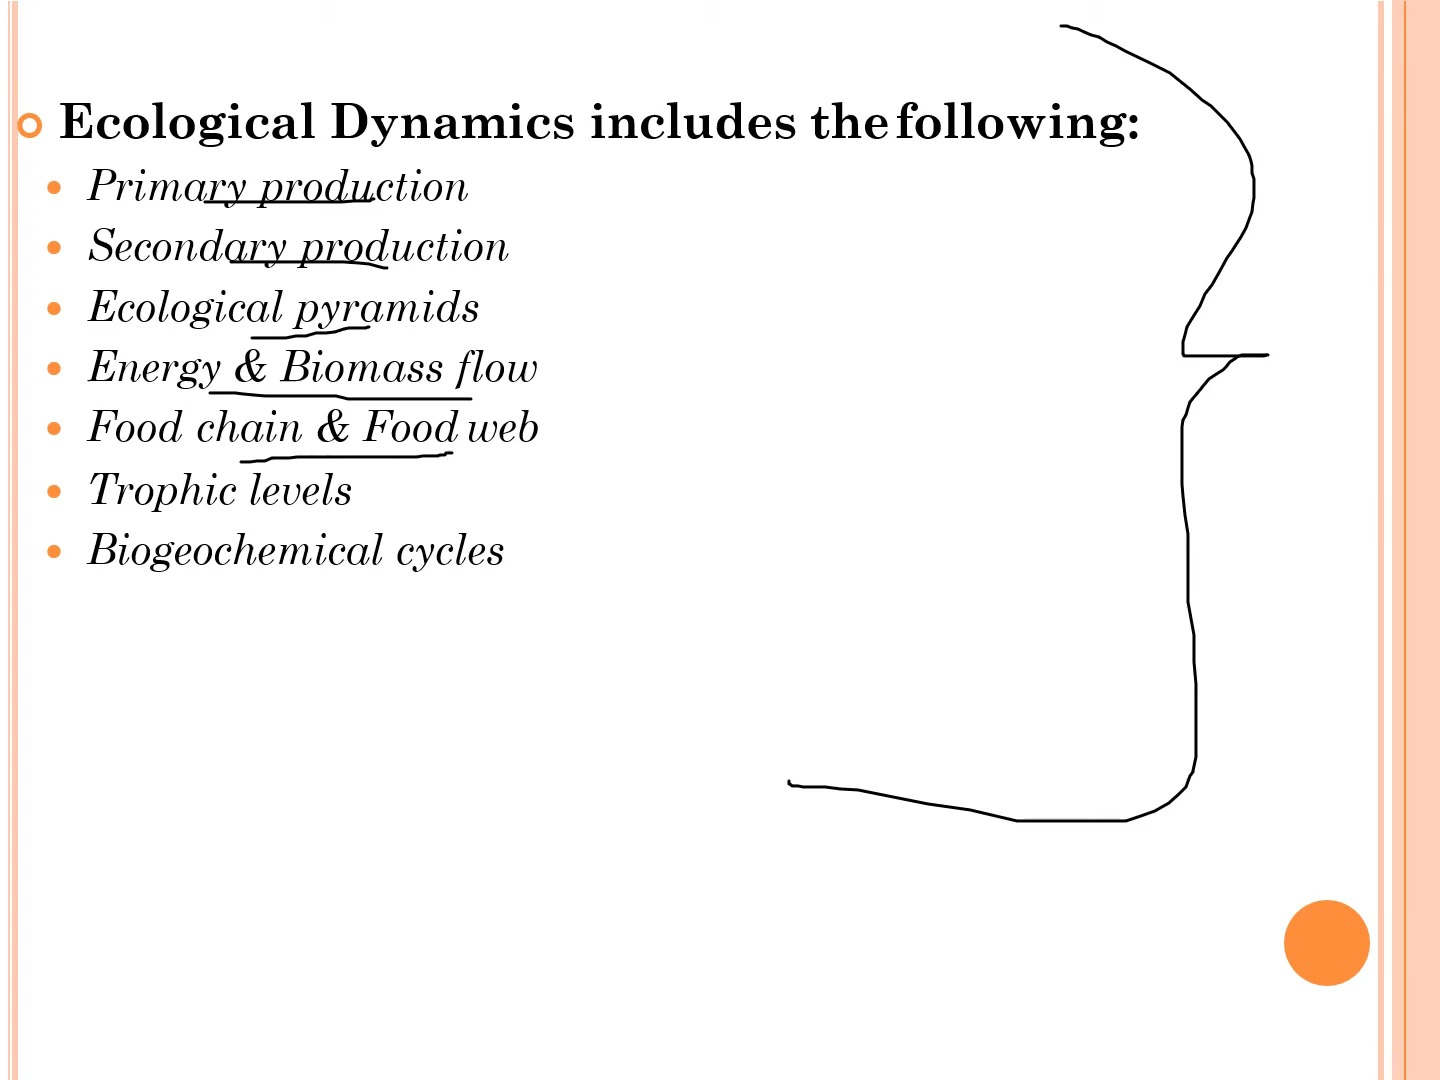 Ecological Dynamics includes the following:
Primary production
Secondary production
Ecological pyramids
Energy & Biomass flow
Food chain & Food web
Trophic levels
Biogeochemical cycles